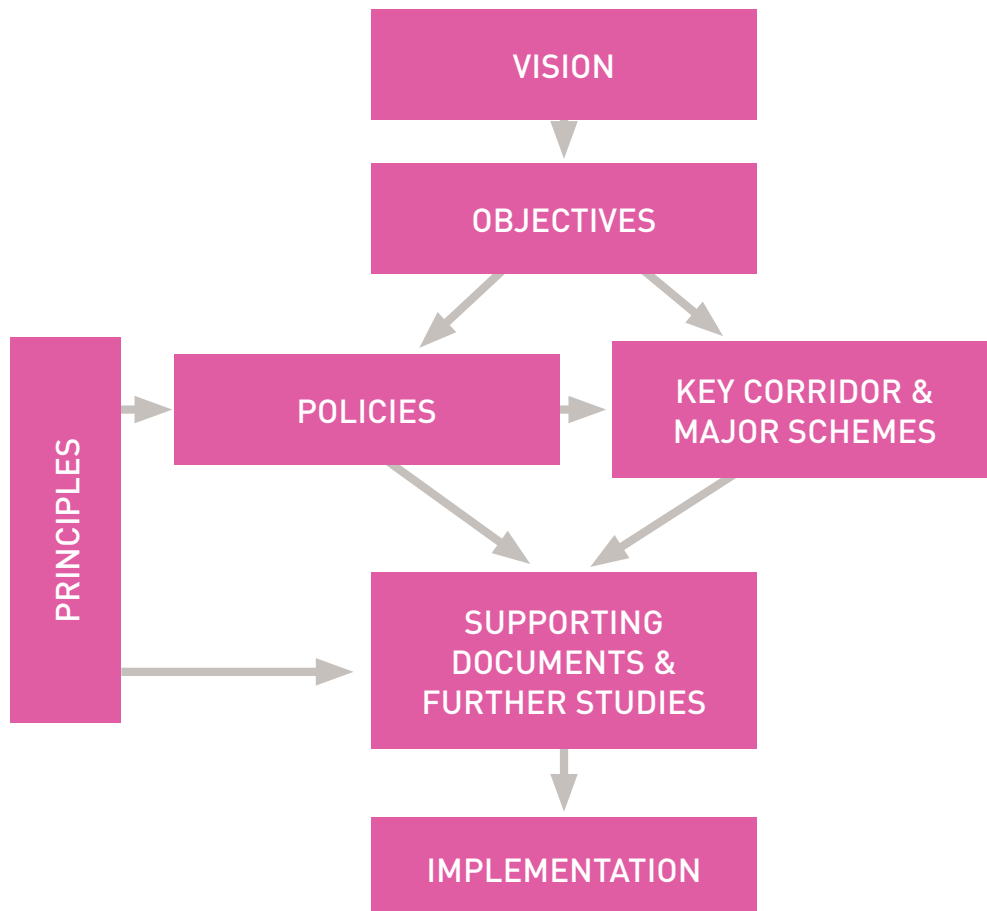 VISION
OBJECTIVES
PRINCIPLES
POLICIES
KEY CORRIDOR &
MAJOR SCHEMES
SUPPORTING
DOCUMENTS &
FURTHER STUDIES
IMPLEMENTATION